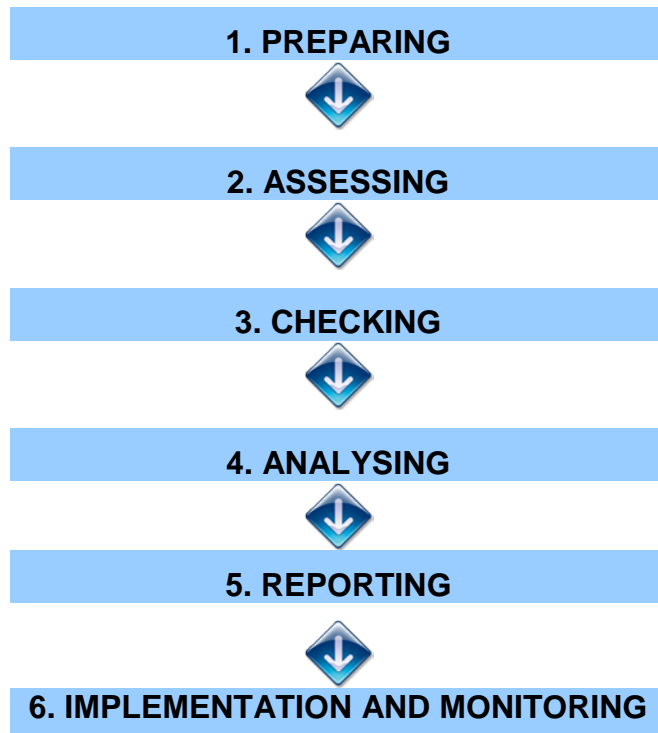 1. PREPARING
2. ASSESSING
3. CHECKING
4. ANALYSING
5. REPORTING
6. IMPLEMENTATION AND MONITORING